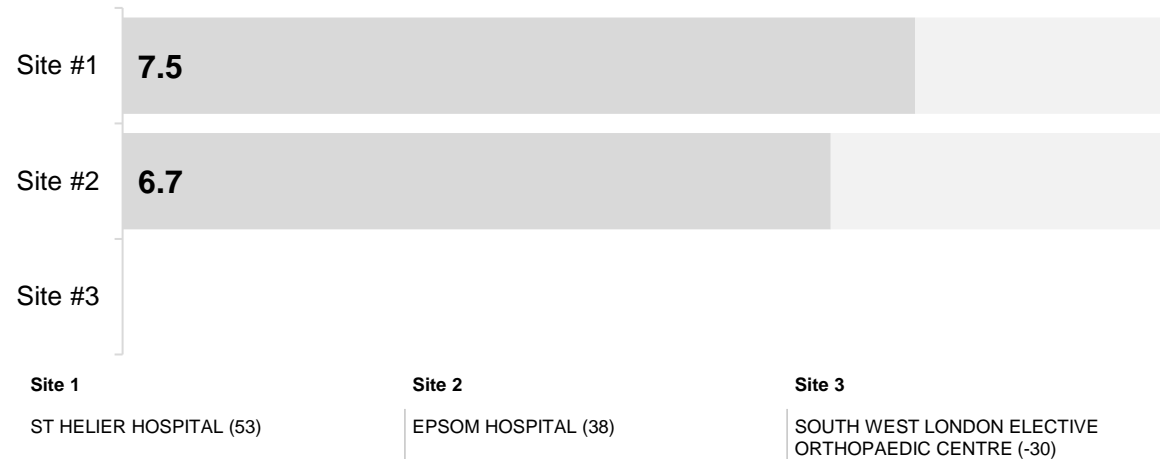 Site #1
7.5
Site #2
6.7
Site #3
Site 1
Site 2
Site 3
ST HELIER HOSPITAL (53)
EPSOM HOSPITAL (38)
SOUTH WEST LONDON ELECTIVE
ORTHOPAEDIC CENTRE (-30)